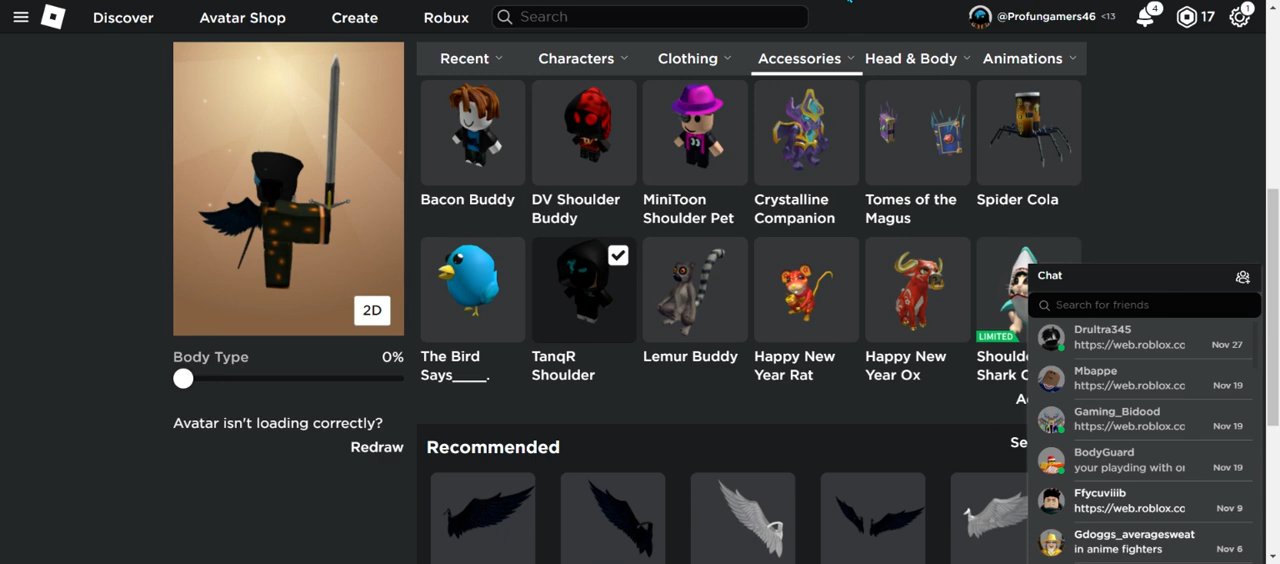 Discover
Avatar Shop
Create
Robux
Search
@Profungamers46 <13
4
17
1
Recent
Characters
Clothing
Accessories
Head & Body
Animations
2D
Body Type 0%
Avatar isn't loading correctly?
Redraw
Bacon Buddy
DV Shoulder
Buddy
MiniToon
Shoulder Pet
Crystalline
Companion
Tomes of the
Magus
Spider Cola
The Bird
Says____.
TanqR
Shoulder
Lemur Buddy
Happy New
Year Rat
Happy New
Year Ox
LIMITED
Should
Shark
Recommended
Se
Chat
Search for friends
Drultra345
https://web.roblox.cc Nov 27
Mbappe
https://web.roblox.cc Nov 19
Gaming_Bidood
https://web.roblox.cc Nov 19
BodyGuard
your playding with or Nov 19
Ffycuviiib
https://web.roblox.cc Nov 9
Gdoggs_averagesweat
in anime fighters Nov 6